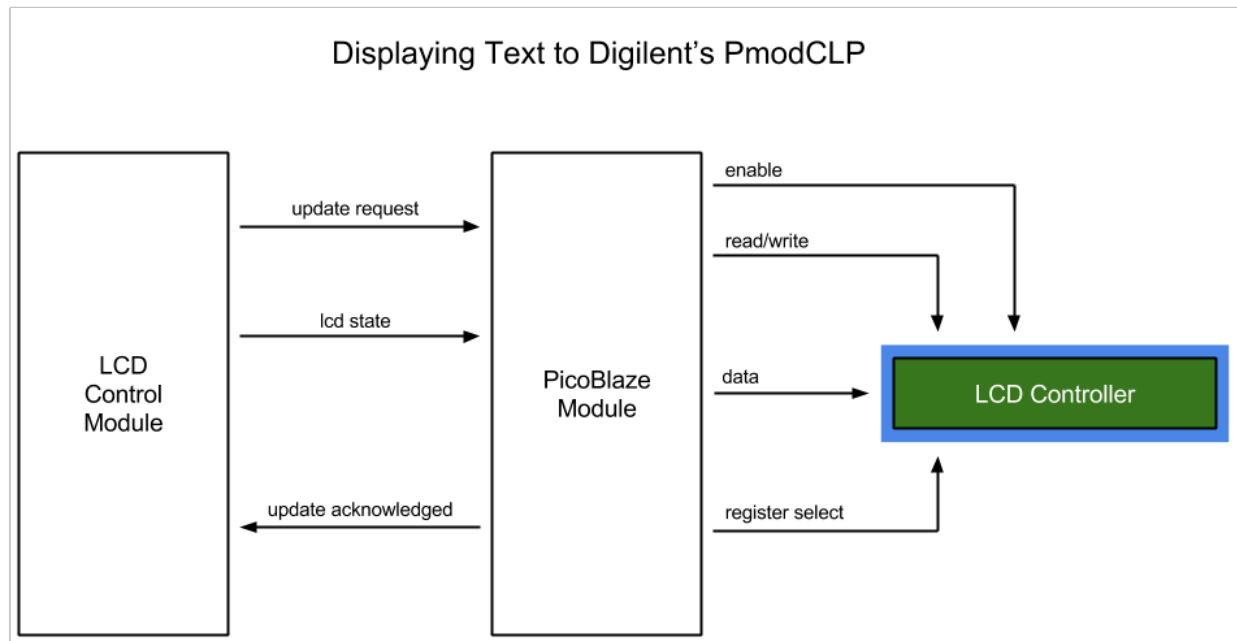 Displaying Text to Digilent’s PmodCLP
LCD
Control
Module
update request
lcd state
update acknowledged
PicoBlaze
Module
enable
read/write
data
register select
LCD Controller